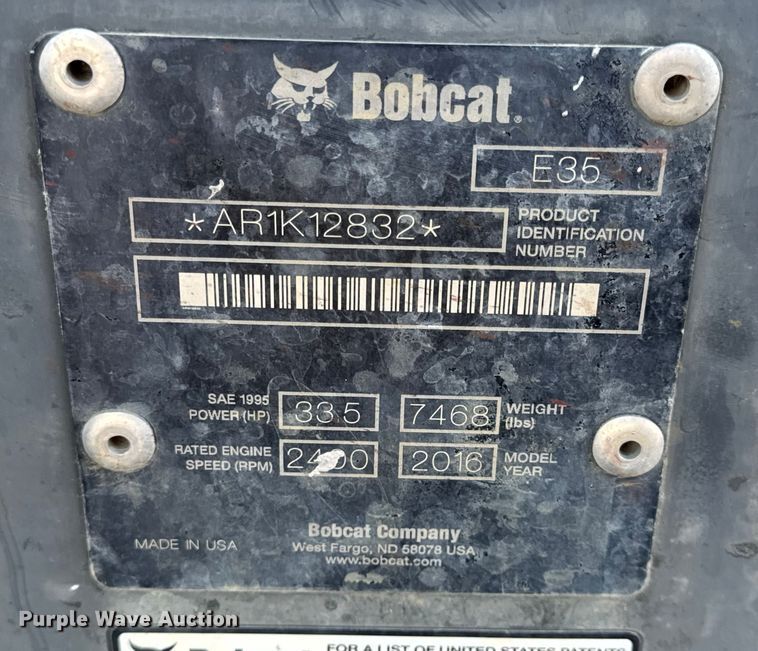 Bobcat®
E35
*AR1K12832*
PRODUCT
IDENTIFICATION
NUMBER
SAE 1995
POWER (HP)
33.5
7468
WEIGHT
(lbs)
RATED ENGINE
SPEED (RPM)
2400
2016
MODEL
YEAR
Bobcat Company
MADE IN USA
West Fargo, ND 58078 USA
www.bobcat.com
Purple Wave Auction
FOR A LIST OF UNITED STATES PATENTS